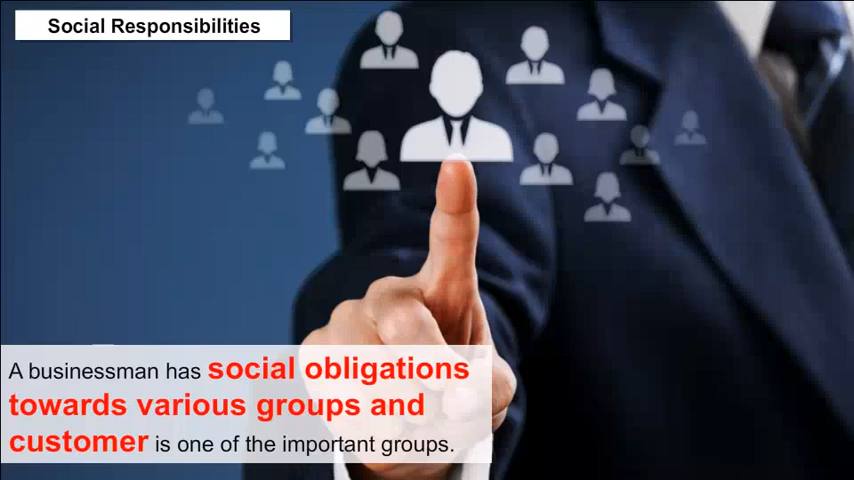 Social Responsibilities
A businessman has social obligations
towards various groups and
customer is one of the important groups.